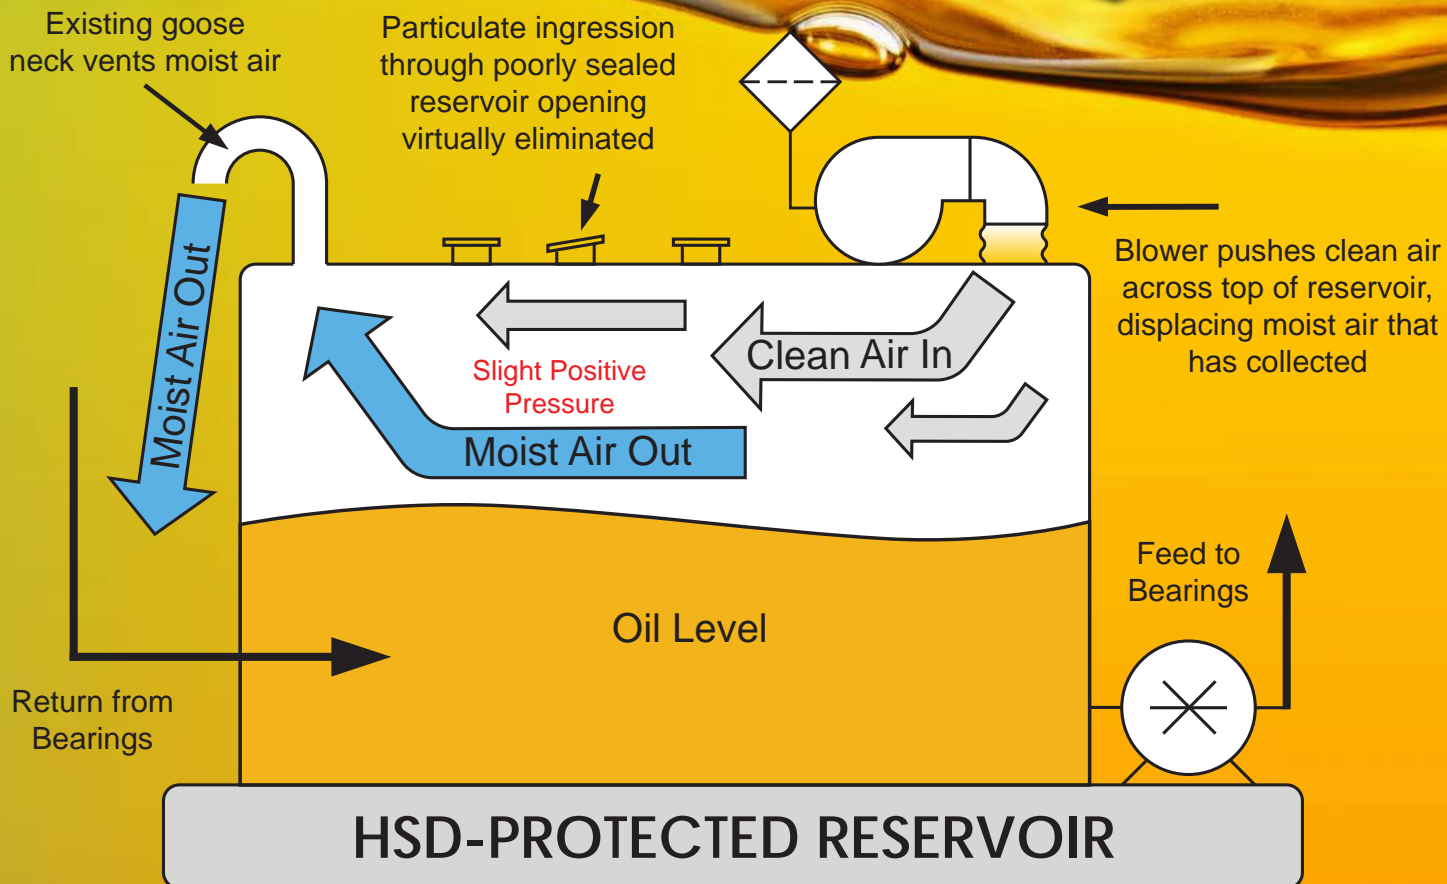 Existing goose
neck vents moist air
Particulate ingression
through poorly sealed
reservoir opening
virtually eliminated
Blower pushes clean air
across top of reservoir,
displacing moist air that
has collected
Moist Air Out
Clean Air In
Slight Positive
Pressure
Moist Air Out
Feed to
Bearings
Oil Level
Return from
Bearings
HSD-PROTECTED RESERVOIR